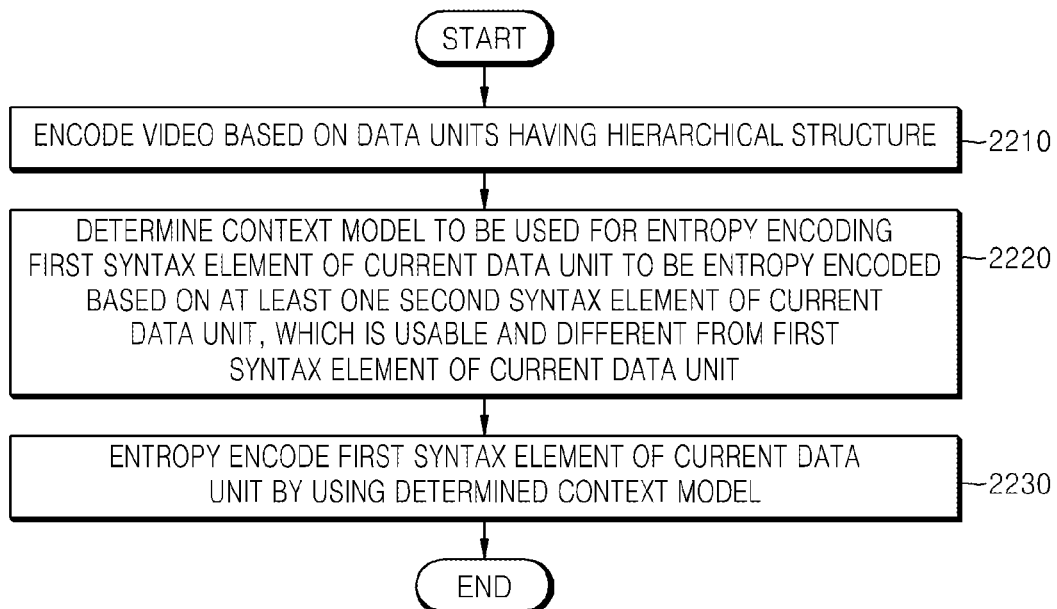 START
ENCODE VIDEO BASED ON DATA UNITS HAVING HIERARCHICAL STRUCTURE
2210
DETERMINE CONTEXT MODEL TO BE USED FOR ENTROPY ENCODING
FIRST SYNTAX ELEMENT OF CURRENT DATA UNIT TO BE ENTROPY ENCODED
2220
BASED ON AT LEAST ONE SECOND SYNTAX ELEMENT OF CURRENT
DATA UNIT, WHICH IS USABLE AND DIFFERENT FROM FIRST
SYNTAX ELEMENT OF CURRENT DATA UNIT
ENTROPY ENCODE FIRST SYNTAX ELEMENT OF CURRENT DATA
UNIT BY USING DETERMINED CONTEXT MODEL
2230
END